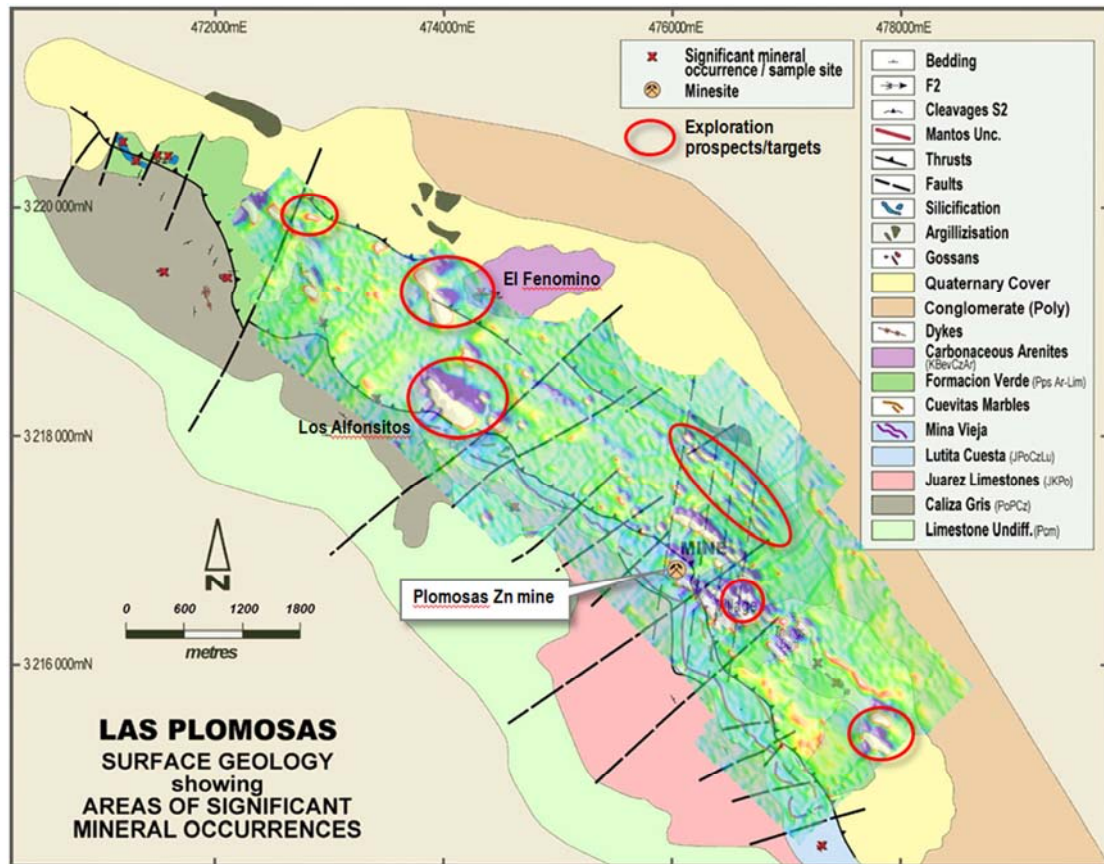 472000mE
474000mE
476000mE
478000mE
3 220 000mN
3 218 000mN
3 216 000mN
Significant mineral
occurrence / sample site
Minesite
Exploration
prospects/targets
Bedding
F2
Cleavages S2
Mantos Unc.
Thrusts
Faults
Silicification
Argillizisation
Gossans
Quaternary Cover
Conglomerate (Poly)
Dykes
Carbonaceous Arenites
(KBevCzAr)
Formacion Verde (Pps Ar-Lim)
Cuevitas Marbles
Mina Vieja
Lutita Cuesta (JPoCzLu)
Juarez Limestones (JKPo)
Caliza Gris (PoPCz)
Limestone Undiff. (Pcm)
El Fenomino
Los Alfonsitos
MINE
Plomosas Zn mine
N
0 600 1200 1800
metres
LAS PLOMOSAS
SURFACE GEOLOGY
showing
AREAS OF SIGNIFICANT
MINERAL OCCURRENCES